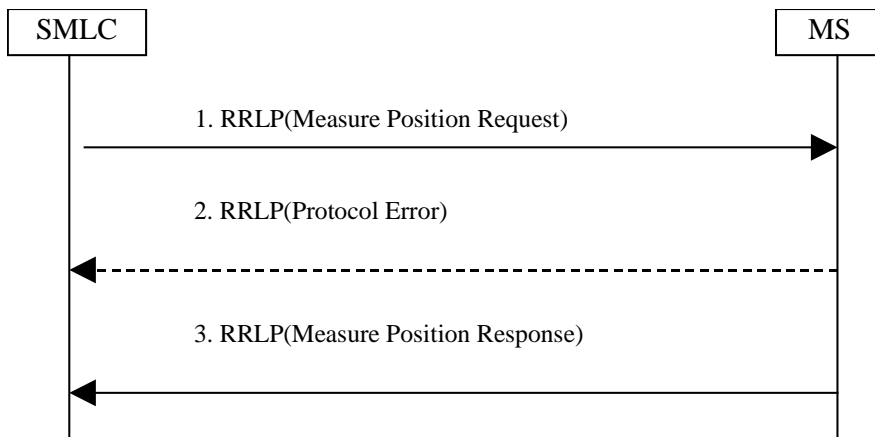 SMLC
MS
1. RRLP(Measure Position Request)
2. RRLP(Protocol Error)
3. RRLP(Measure Position Response)